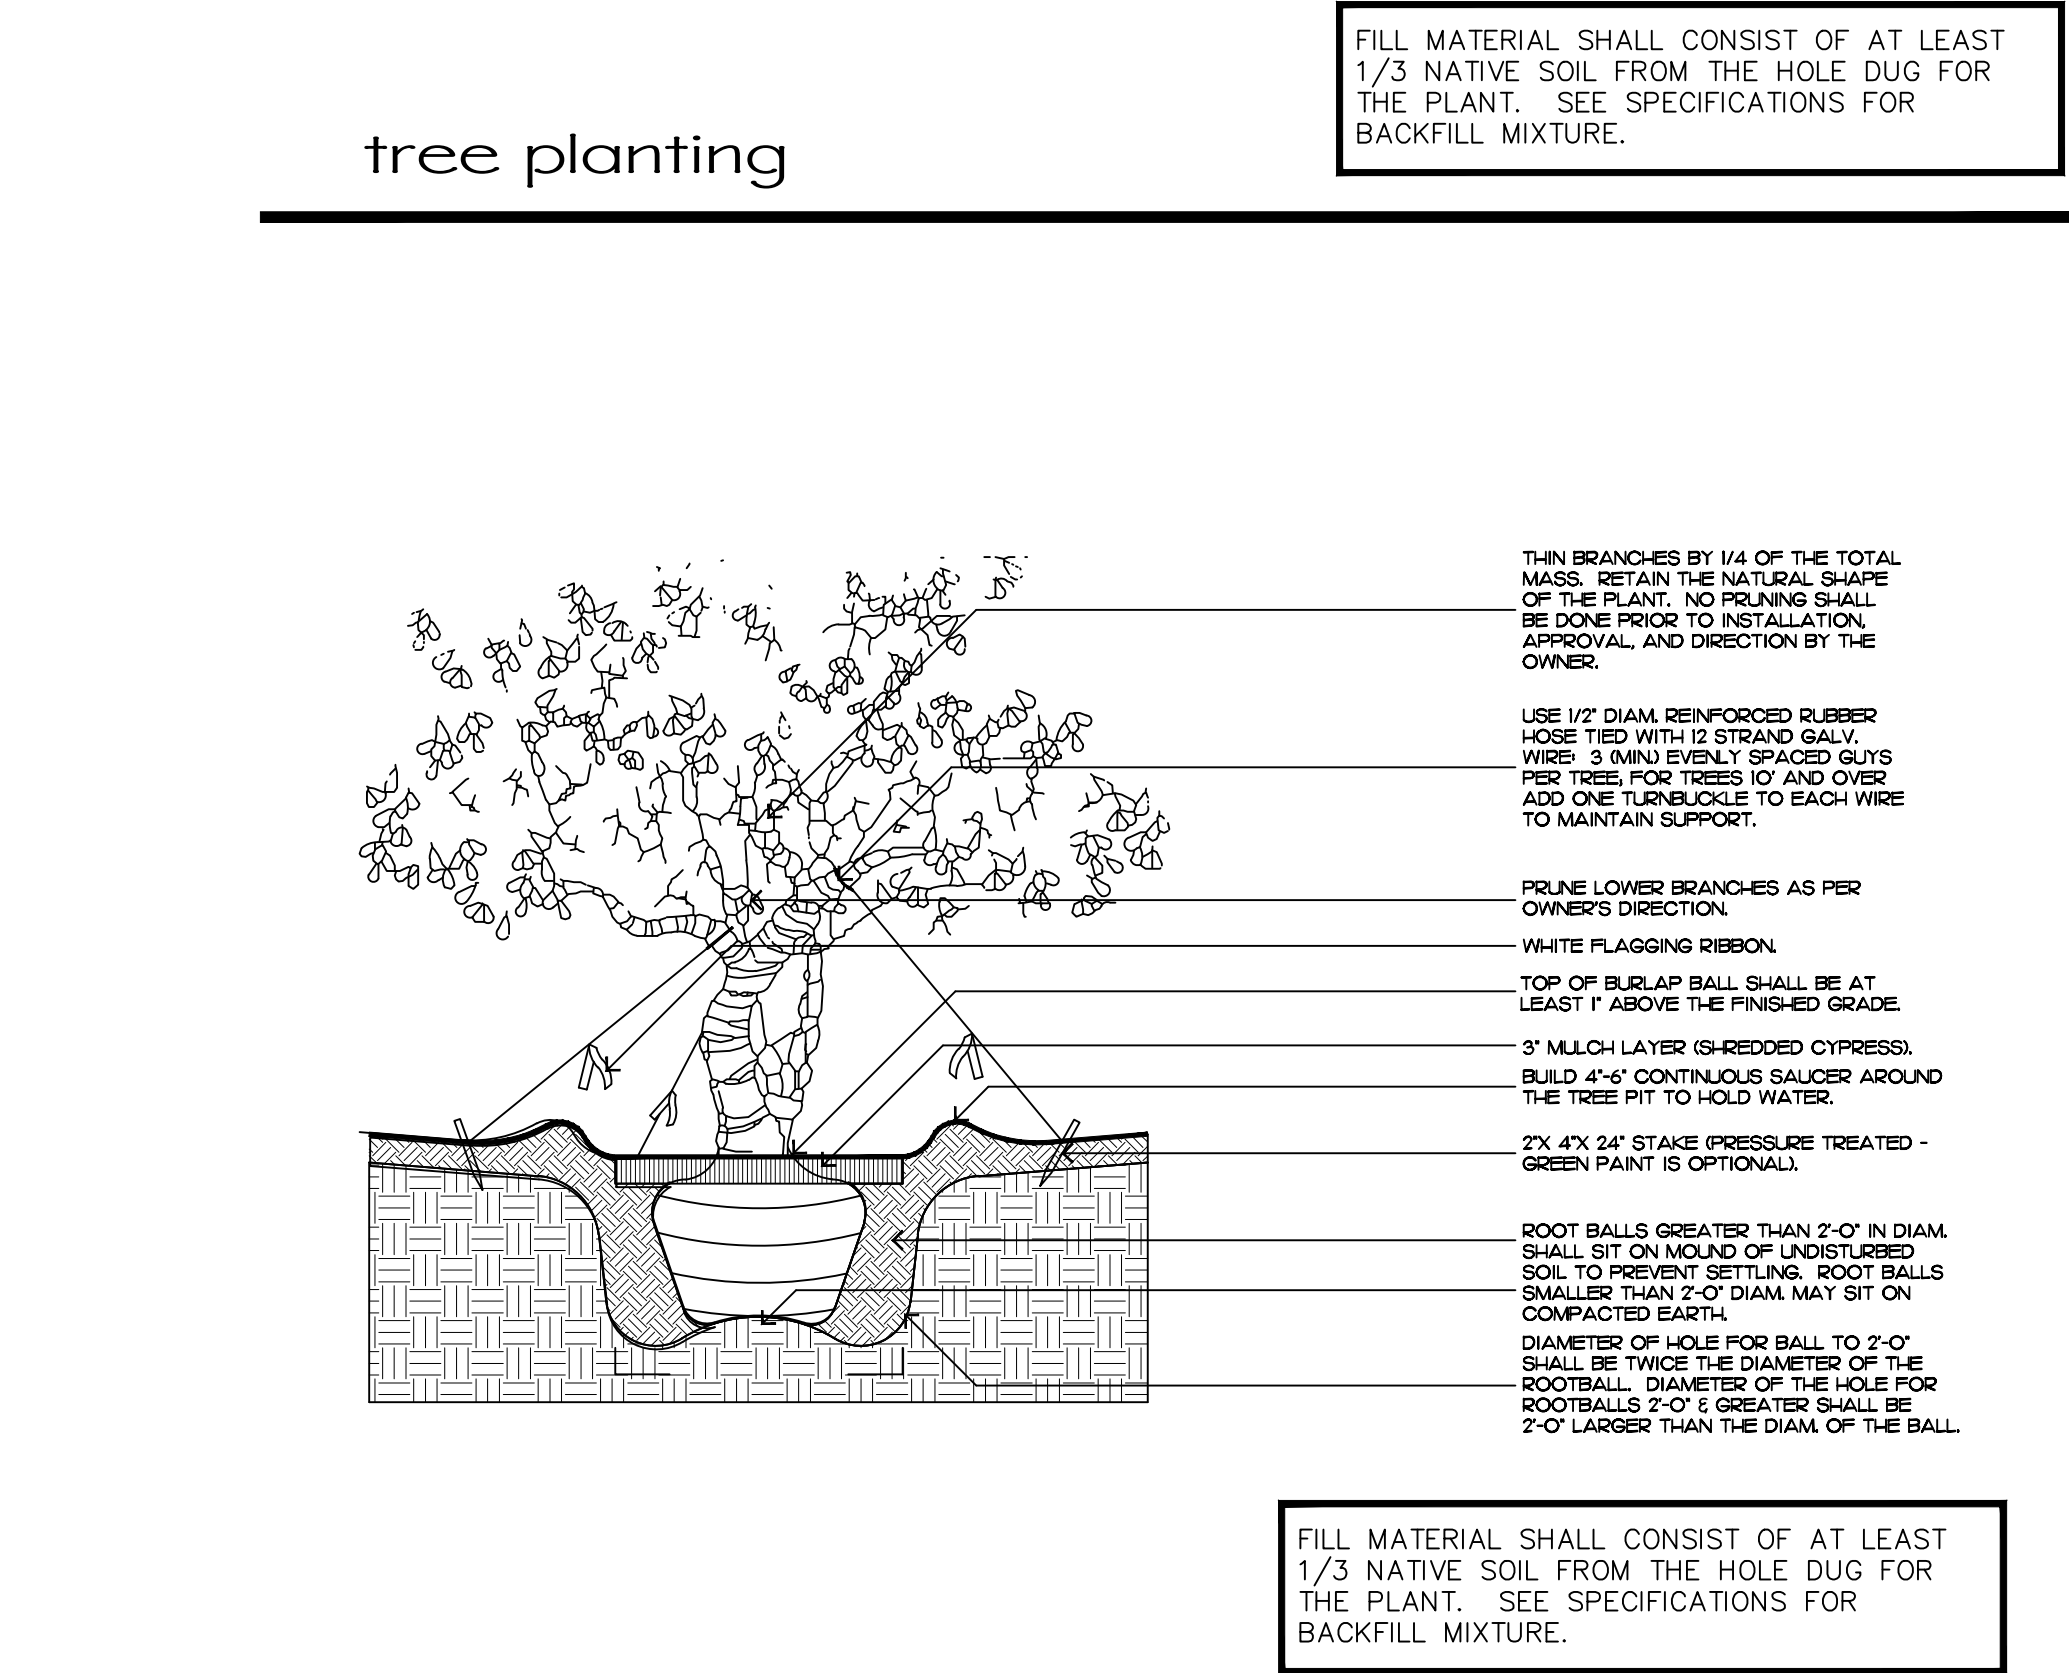 FILL MATERIAL SHALL CONSIST OF AT LEAST
1/3 NATIVE SOIL FROM THE HOLE DUG FOR
THE PLANT. SEE SPECIFICATIONS FOR
BACKFILL MIXTURE.
tree planting
THIN BRANCHES BY 1/4 OF THE TOTAL
MASS. RETAIN THE NATURAL SHAPE
OF THE PLANT. NO PRUNING SHALL
BE DONE PRIOR TO INSTALLATION,
APPROVAL, AND DIRECTION BY THE
OWNER.
USE 1/2" DIAM. REINFORCED RUBBER
HOSE TIED WITH 12 STRAND GALV.
WIRE: 3 (MIN.) EVENLY SPACED GUYS
PER TREE, FOR TREES 10' AND OVER
ADD ONE TURNBUCKLE TO EACH WIRE
TO MAINTAIN SUPPORT.
PRUNE LOWER BRANCHES AS PER
OWNER'S DIRECTION.
WHITE FLAGGING RIBBON.
TOP OF BURLAP BALL SHALL BE AT
LEAST 1" ABOVE THE FINISHED GRADE.
3" MULCH LAYER (SHREDDED CYPRESS).
BUILD 4"-6" CONTINUOUS SAUCER AROUND
THE TREE PIT TO HOLD WATER.
2"X 4"X 24" STAKE (PRESSURE TREATED -
GREEN PAINT IS OPTIONAL).
ROOT BALLS GREATER THAN 2'-0" IN DIAM.
SHALL SIT ON MOUND OF UNDISTURBED
SOIL TO PREVENT SETTLING. ROOT BALLS
SMALLER THAN 2'-0" DIAM. MAY SIT ON
COMPACTED EARTH.
DIAMETER OF HOLE FOR BALL TO 2'-0"
SHALL BE TWICE THE DIAMETER OF THE
ROOTBALL. DIAMETER OF THE HOLE FOR
ROOTBALLS 2'-0" & GREATER SHALL BE
2'-0" LARGER THAN THE DIAM. OF THE BALL.
FILL MATERIAL SHALL CONSIST OF AT LEAST
1/3 NATIVE SOIL FROM THE HOLE DUG FOR
THE PLANT. SEE SPECIFICATIONS FOR
BACKFILL MIXTURE.